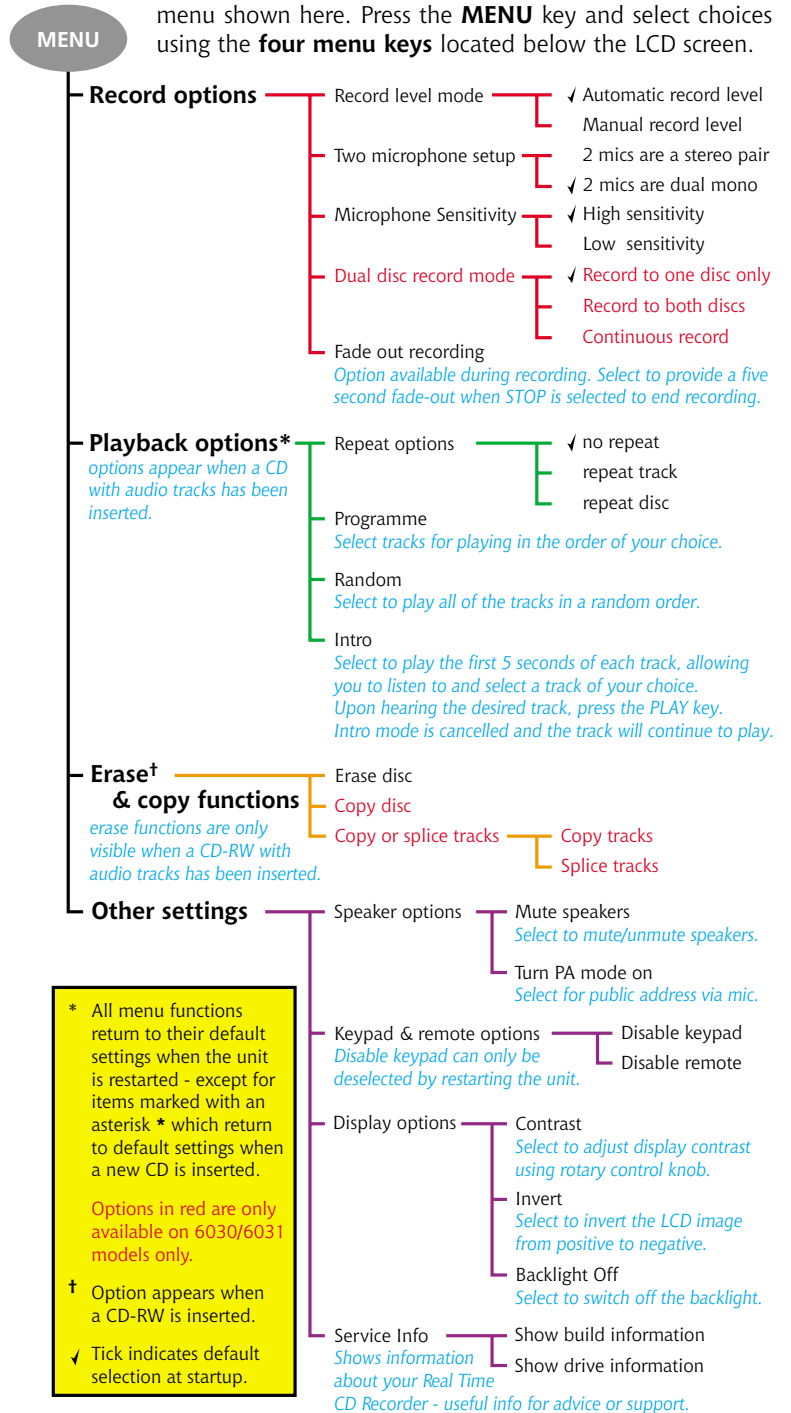 menu shown here. Press the MENU key and select choices
using the four menu keys located below the LCD screen.
MENU
Record options
Record level mode
✓ Automatic record level
Manual record level
Two microphone setup
2 mics are a stereo pair
✓ 2 mics are dual mono
Microphone Sensitivity
✓ High sensitivity
Low sensitivity
Dual disc record mode
✓ Record to one disc only
Record to both discs
Continuous record
Fade out recording
Option available during recording. Select to provide a five
second fade-out when STOP is selected to end recording.
Playback options*
options appear when a CD
with audio tracks has been
inserted.
Repeat options
✓ no repeat
repeat track
repeat disc
Programme
Select tracks for playing in the order of your choice.
Random
Select to play all of the tracks in a random order.
Intro
Select to play the first 5 seconds of each track, allowing
you to listen to and select a track of your choice.
Upon hearing the desired track, press the PLAY key.
Intro mode is cancelled and the track will continue to play.
Erase†
& copy functions
erase functions are only
visible when a CD-RW with
audio tracks has been inserted.
Erase disc
Copy disc
Copy or splice tracks
Copy tracks
Splice tracks
Other settings
Speaker options
Mute speakers
Select to mute/unmute speakers.
Turn PA mode on
Select for public address via mic.
Keypad & remote options
Disable keypad can only be
deselected by restarting the unit.
Disable keypad
Disable remote
Display options
Contrast
Select to adjust display contrast
using rotary control knob.
Invert
Select to invert the LCD image
from positive to negative.
Backlight Off
Select to switch off the backlight.
Service Info
Shows information
about your Real Time
CD Recorder - useful info for advice or support.
Show build information
Show drive information
* All menu functions
return to their default
settings when the unit
is restarted - except for
items marked with an
asterisk * which return
to default settings when
a new CD is inserted.
Options in red are only
available on 6030/6031
models only.
† Option appears when
a CD-RW is inserted.
✓ Tick indicates default
selection at startup.